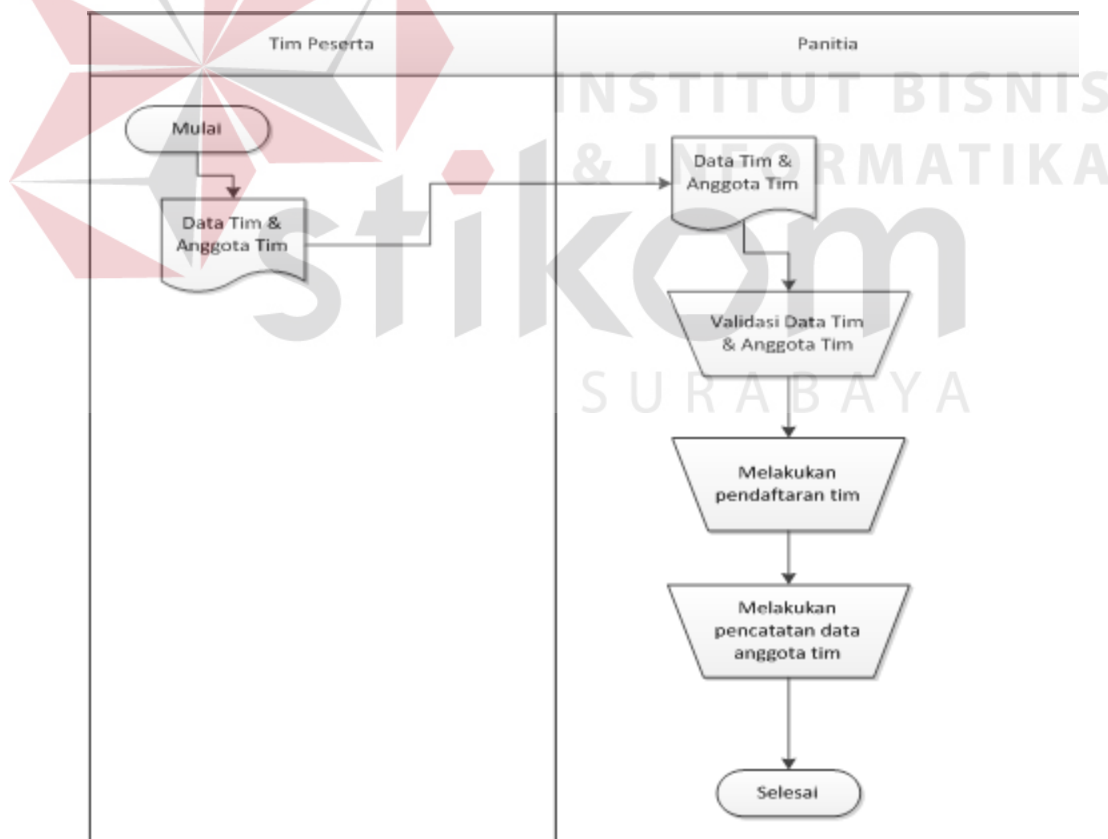 Tim Peserta
Panitia
INSTITUT BISNIS
& INFORMATIKA
stikom
SURABAYA
Mulai
Data Tim &
Anggota Tim
Data Tim &
Anggota Tim
Validasi Data Tim
& Anggota Tim
Melakukan
pendaftaran tim
Melakukan
pencatatan data
anggota tim
Selesai